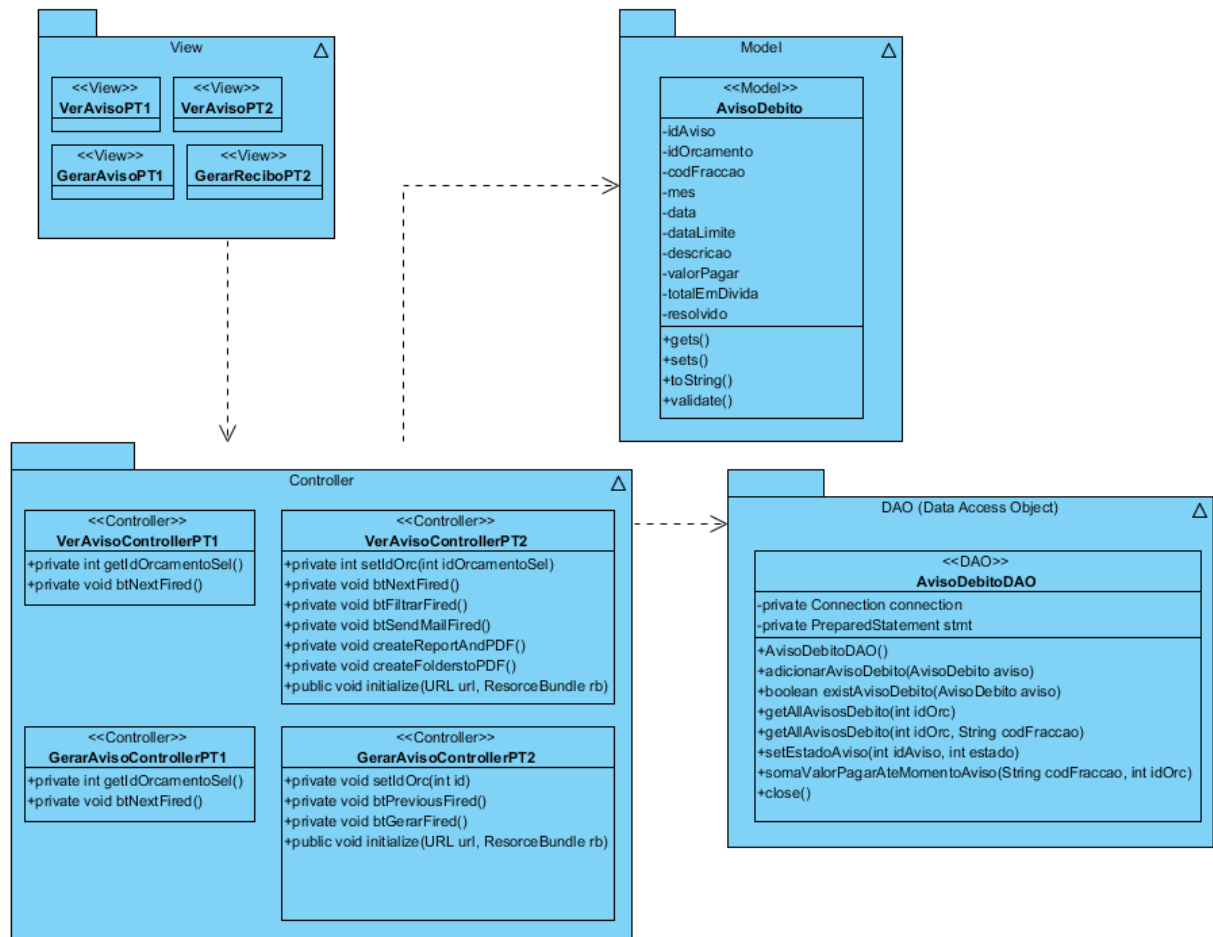 View
<<View>>
VerAvisoPT1
<<View>>
VerAvisoPT2
<<View>>
GerarAvisoPT1
<<View>>
GerarReciboPT2
Model
<<Model>>
AvisoDebito
-idAviso
-idOrcamento
-codFraccao
-mes
-data
-dataLimite
-descricao
-valorPagar
-totalEmDivida
-resolvido
+gets()
+sets()
+toString()
+validate()
Controller
<<Controller>>
VerAvisoControllerPT1
+private int getIdOrcamentoSel()
+private void btNextFired()
<<Controller>>
VerAvisoControllerPT2
+private int setIdOrc(int idOrcamentoSel)
+private void btNextFired()
+private void btFiltrarFired()
+private void btSendMailFired()
+private void createReportAndPDF()
+private void createFolderstoPDF()
+public void initialize(URL url, ResorceBundle rb)
<<Controller>>
GerarAvisoControllerPT1
+private int getIdOrcamentoSel()
+private void btNextFired()
<<Controller>>
GerarAvisoControllerPT2
+private void setIdOrc(int id)
+private void btPreviousFired()
+private void btGerarFired()
+public void initialize(URL url, ResorceBundle rb)
DAO (Data Access Object)
<<DAO>>
AvisoDebitoDAO
-private Connection connection
-private PreparedStatement stmt
+AvisoDebitoDAO()
+adicionarAvisoDebito(AvisoDebito aviso)
+boolean existAvisoDebito(AvisoDebito aviso)
+getAllAvisosDebito(int idOrc)
+getAllAvisosDebito(int idOrc, String codFraccao)
+setEstadoAviso(int idAviso, int estado)
+somaValorPagarAteMomentoAviso(String codFraccao, int idOrc)
+close()